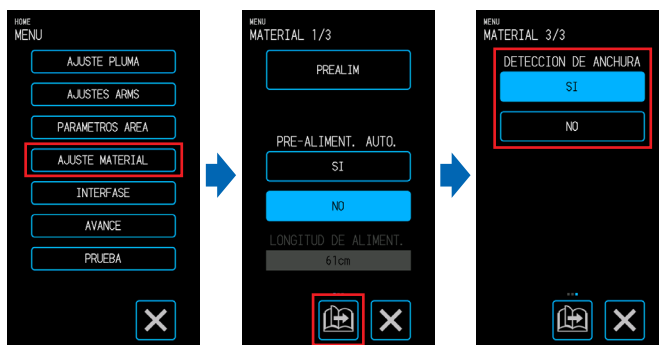 HOME
MENU
AJUSTE PLUMA
AJUSTES ARMS
PARAMETROS AREA
AJUSTE MATERIAL
INTERFASE
AVANCE
PRUEBA
MENU
MATERIAL 1/3
PREALIM
PRE-ALIMENT. AUTO.
SI
NO
LONGITUD DE ALIMENT.
61cm
MENU
MATERIAL 3/3
DETECCION DE ANCHURA
SI
NO